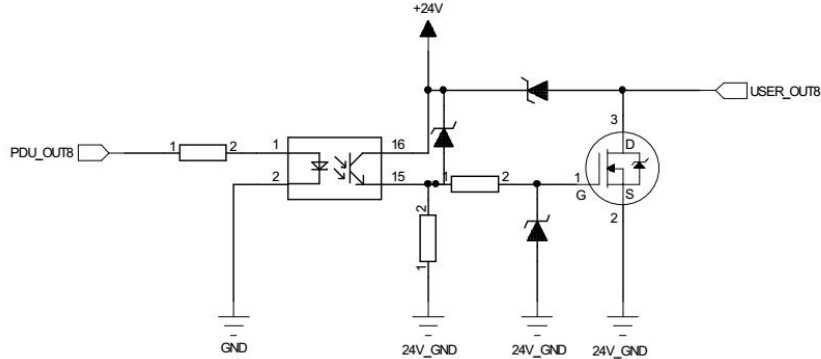 +24V
USER_OUT8
3
PDU_OUT8
1 2
1
16
D
2
15
1 2
1
G
S
2
2
1
GND
24V_GND
24V_GND
24V_GND